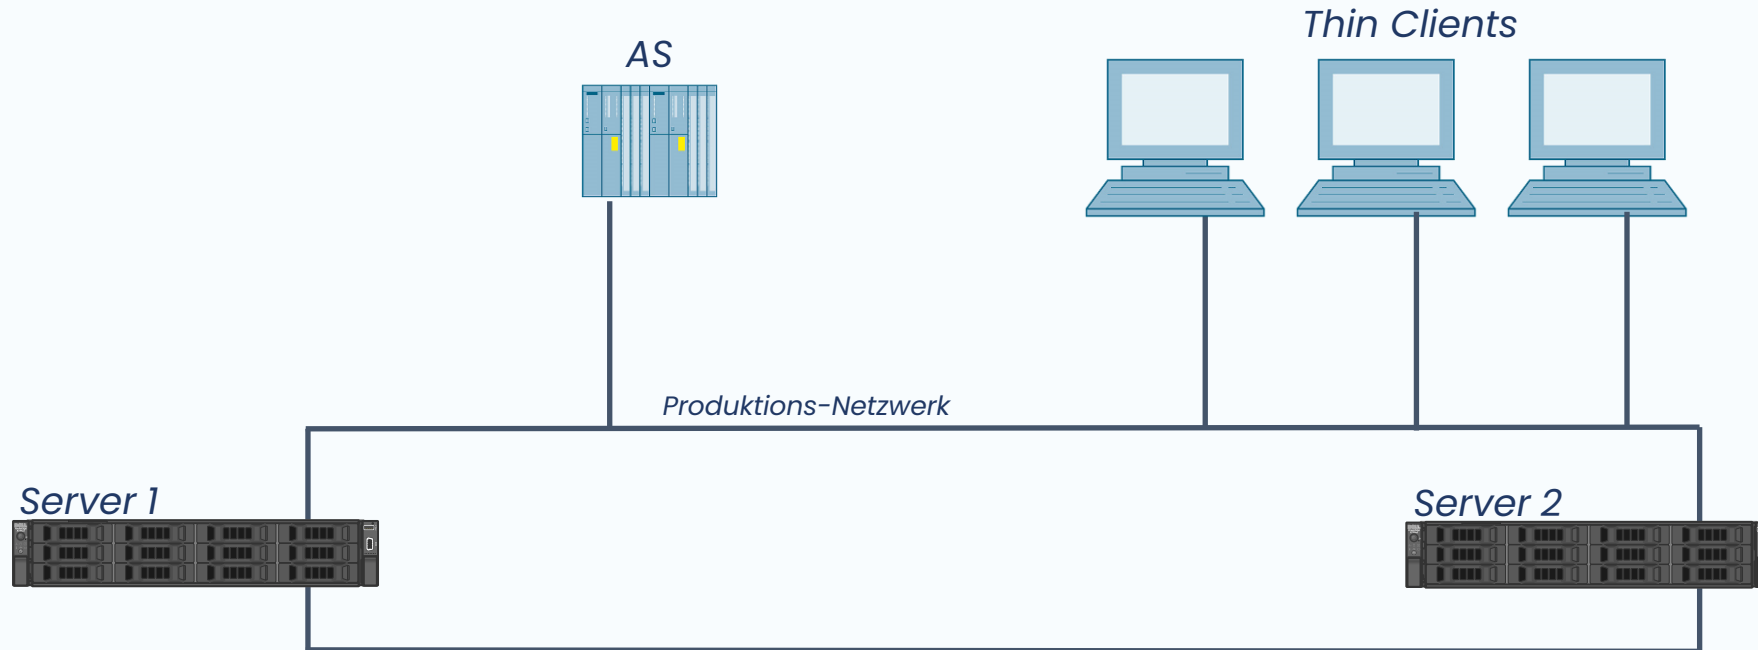 Thin Clients
AS
Produktions-Netzwerk
Server 1
Server 2